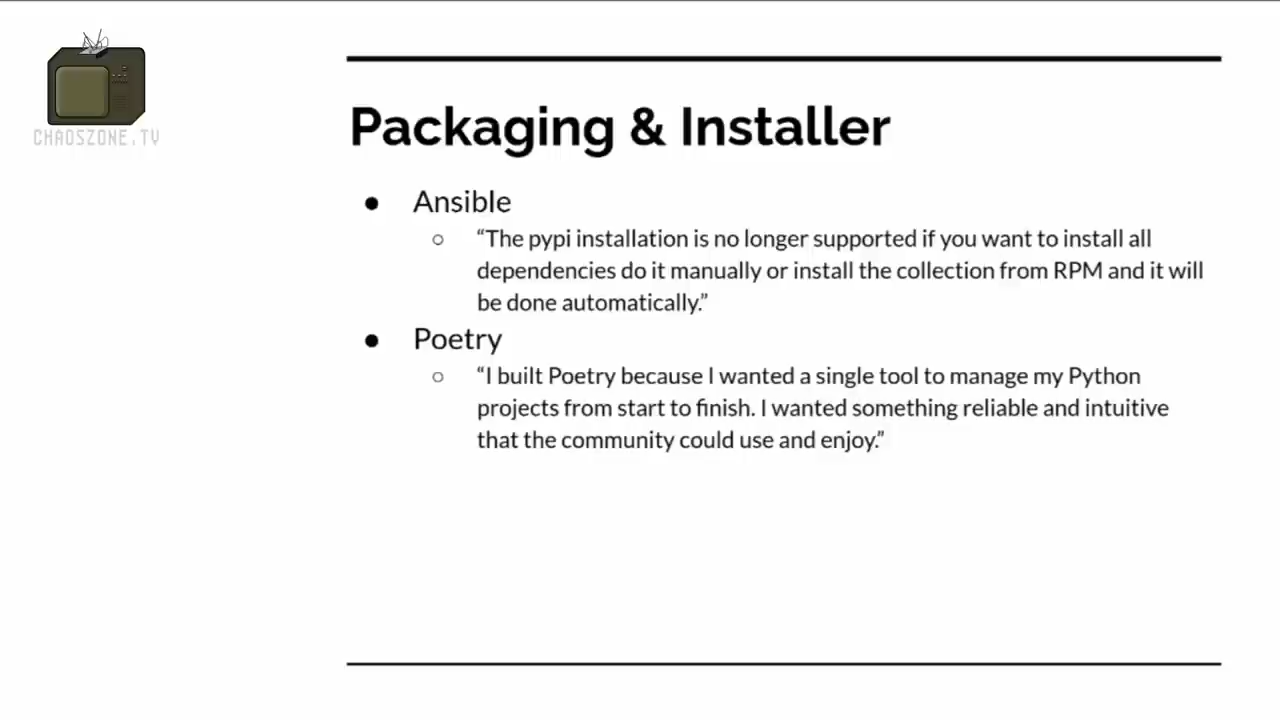 CHAOSZONE.TV
Packaging & Installer
● Ansible
○ “The pypi installation is no longer supported if you want to install all
dependencies do it manually or install the collection from RPM and it will
be done automatically.”
● Poetry
○ “I built Poetry because I wanted a single tool to manage my Python
projects from start to finish. I wanted something reliable and intuitive
that the community could use and enjoy.”